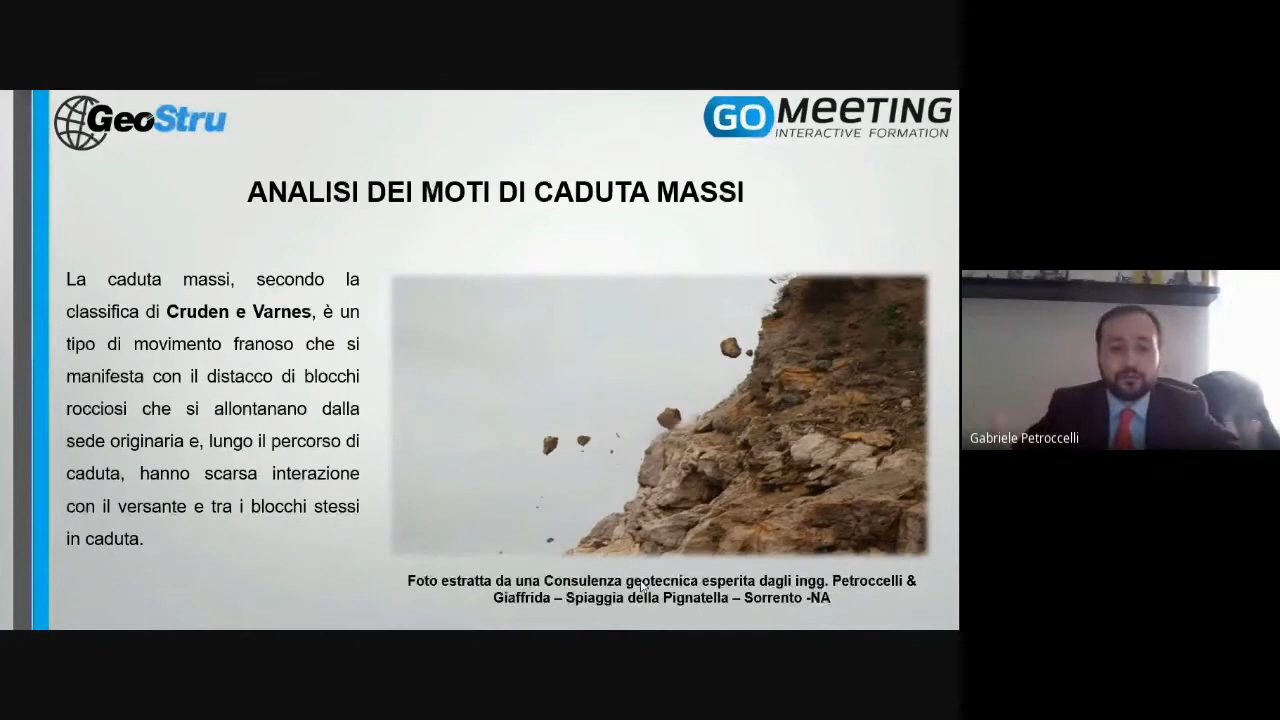 GeoStru
GO MEETING
INTERACTIVE FORMATION
ANALISI DEI MOTI DI CADUTA MASSI
La caduta massi, secondo la
classifica di Cruden e Varnes, è un
tipo di movimento franoso che si
manifesta con il distacco di blocchi
rocciosi che si allontanano dalla
sede originaria e, lungo il percorso di
caduta, hanno scarsa interazione
con il versante e tra i blocchi stessi
in caduta.
Foto estratta da una Consulenza geotecnica esperita dagli ingg. Petroccelli &
Giaffrida – Spiaggia della Pignatella – Sorrento -NA
Gabriele Petroccelli